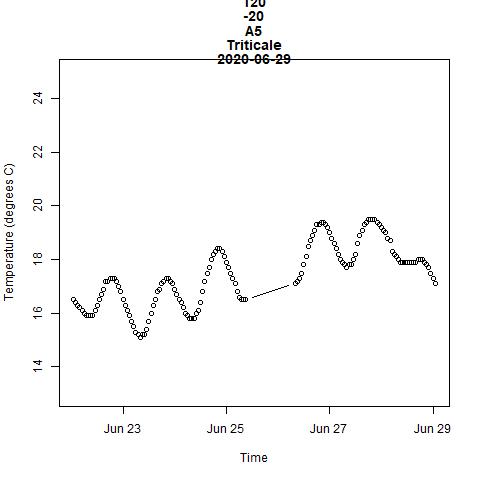 120
-20
A5
Triticale
2020-06-29
24
22
20
18
16
14
Temperature (degrees C)
Jun 23
Jun 25
Jun 27
Jun 29
Time